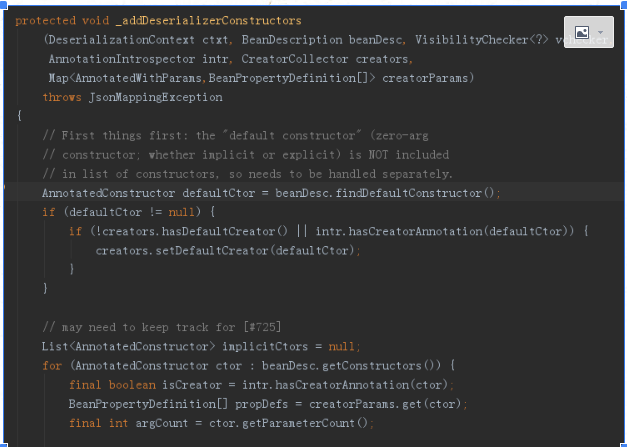 protected void _addDeserializerConstructors
(DeserializationContext ctxt, BeanDescription beanDesc, VisibilityChecker<?> vchecker,
AnnotationIntrospector intr, CreatorCollector creators,
Map<AnnotatedWithParams,BeanPropertyDefinition[]> creatorParams)
throws JsonMappingException
{
// First things first: the "default constructor" (zero-arg
// constructor; whether implicit or explicit) is NOT included
// in list of constructors, so needs to be handled separately.
AnnotatedConstructor defaultCtor = beanDesc.findDefaultConstructor();
if (defaultCtor != null) {
if (!creators.hasDefaultCreator() || intr.hasCreatorAnnotation(defaultCtor)) {
creators.setDefaultCreator(defaultCtor);
}
}
// may need to keep track for [#725]
List<AnnotatedConstructor> implicitCtors = null;
for (AnnotatedConstructor ctor : beanDesc.getConstructors()) {
final boolean isCreator = intr.hasCreatorAnnotation(ctor);
BeanPropertyDefinition[] propDefs = creatorParams.get(ctor);
final int argCount = ctor.getParameterCount();